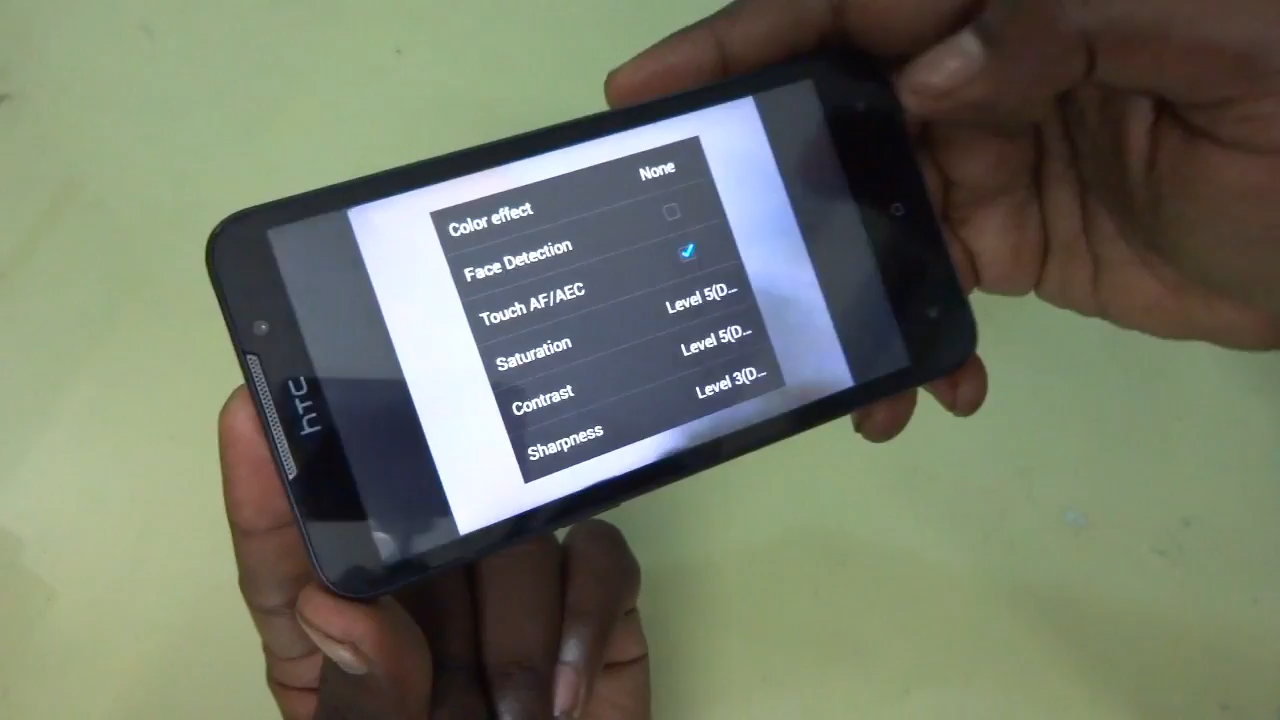 hTC
Color effect None
Face Detection
Touch AF/AEC
Saturation Level 5(D...
Contrast Level 5(D...
Sharpness Level 3(D...